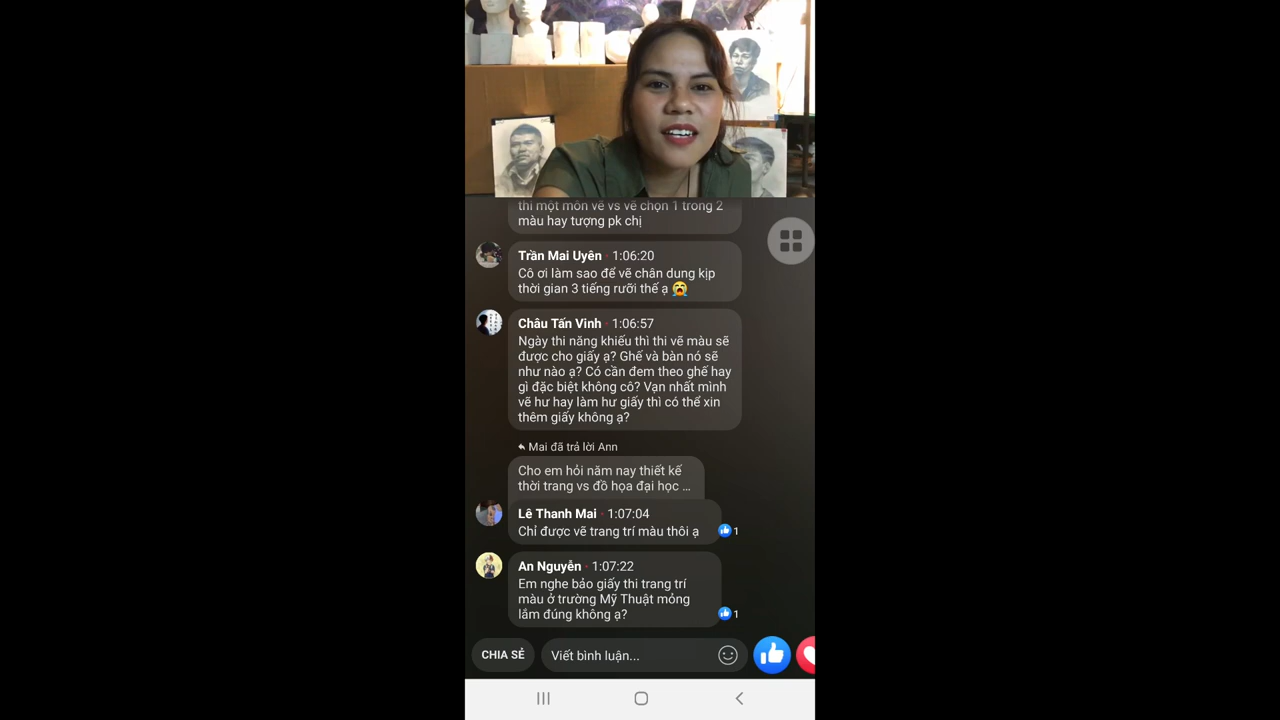 thi một môn vẽ vs vẽ chọn 1 trong 2
màu hay tượng pk chị
Trần Mai Uyên · 1:06:20
Cô ơi làm sao để vẽ chân dung kịp
thời gian 3 tiếng rưỡi thế ạ 😭
Châu Tấn Vinh · 1:06:57
Ngày thi năng khiếu thì thi vẽ màu sẽ
được cho giấy ạ? Ghế và bàn nó sẽ
như nào ạ? Có cần đem theo ghế hay
gì đặc biệt không cô? Vạn nhất mình
vẽ hư hay làm hư giấy thì có thể xin
thêm giấy không ạ?
Mai đã trả lời Ann
Cho em hỏi năm nay thiết kế
thời trang vs đồ họa đại học ...
Lê Thanh Mai · 1:07:04
Chỉ được vẽ trang trí màu thôi ạ
1
An Nguyễn · 1:07:22
Em nghe bảo giấy thi trang trí
màu ở trường Mỹ Thuật mỏng
lắm đúng không ạ?
1
CHIA SẺ
Viết bình luận...